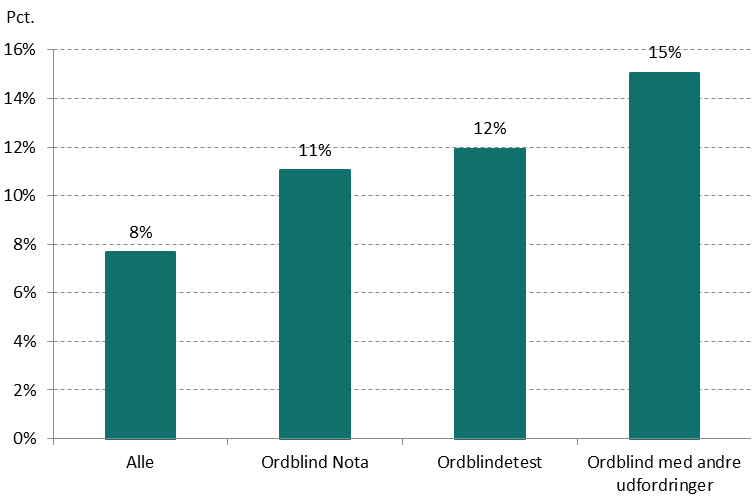 Pct.
16%
14%
12%
10%
8%
6%
4%
2%
0%
8%
11%
12%
15%
Alle
Ordblind Nota
Ordblindetest
Ordblind med andre
udfordringer